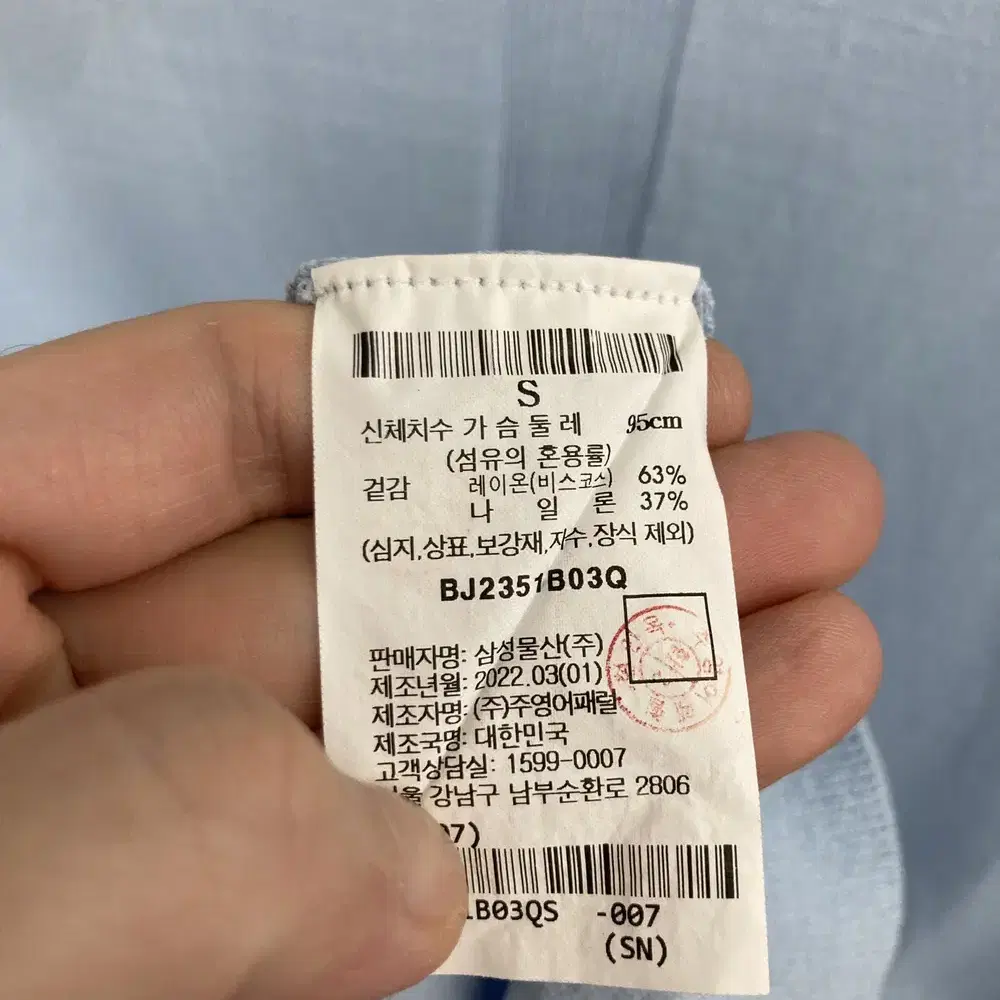 S
신체치수 가슴둘레 95cm
(섬유의 혼용률)
겉감 레이온(비스코스) 63%
나일론 37%
(심지,상표,보강재,자수,장식 제외)
BJ2351B03Q
판매자명: 삼성물산(주)
제조년월: 2022.03(01)
제조자명: (주)주영어패럴
제조국명: 대한민국
고객상담실: 1599-0007
강남구 남부순환로 2806
B03QS -007
(SN)